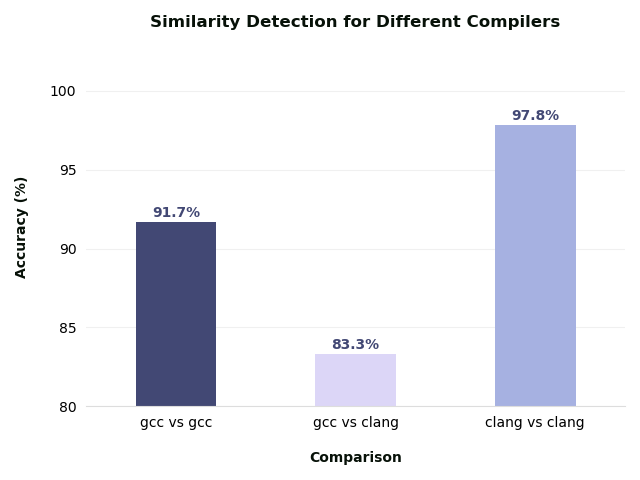 Similarity Detection for Different Compilers
100
95
90
85
80
Accuracy (%)
91.7%
83.3%
97.8%
gcc vs gcc
gcc vs clang
clang vs clang
Comparison